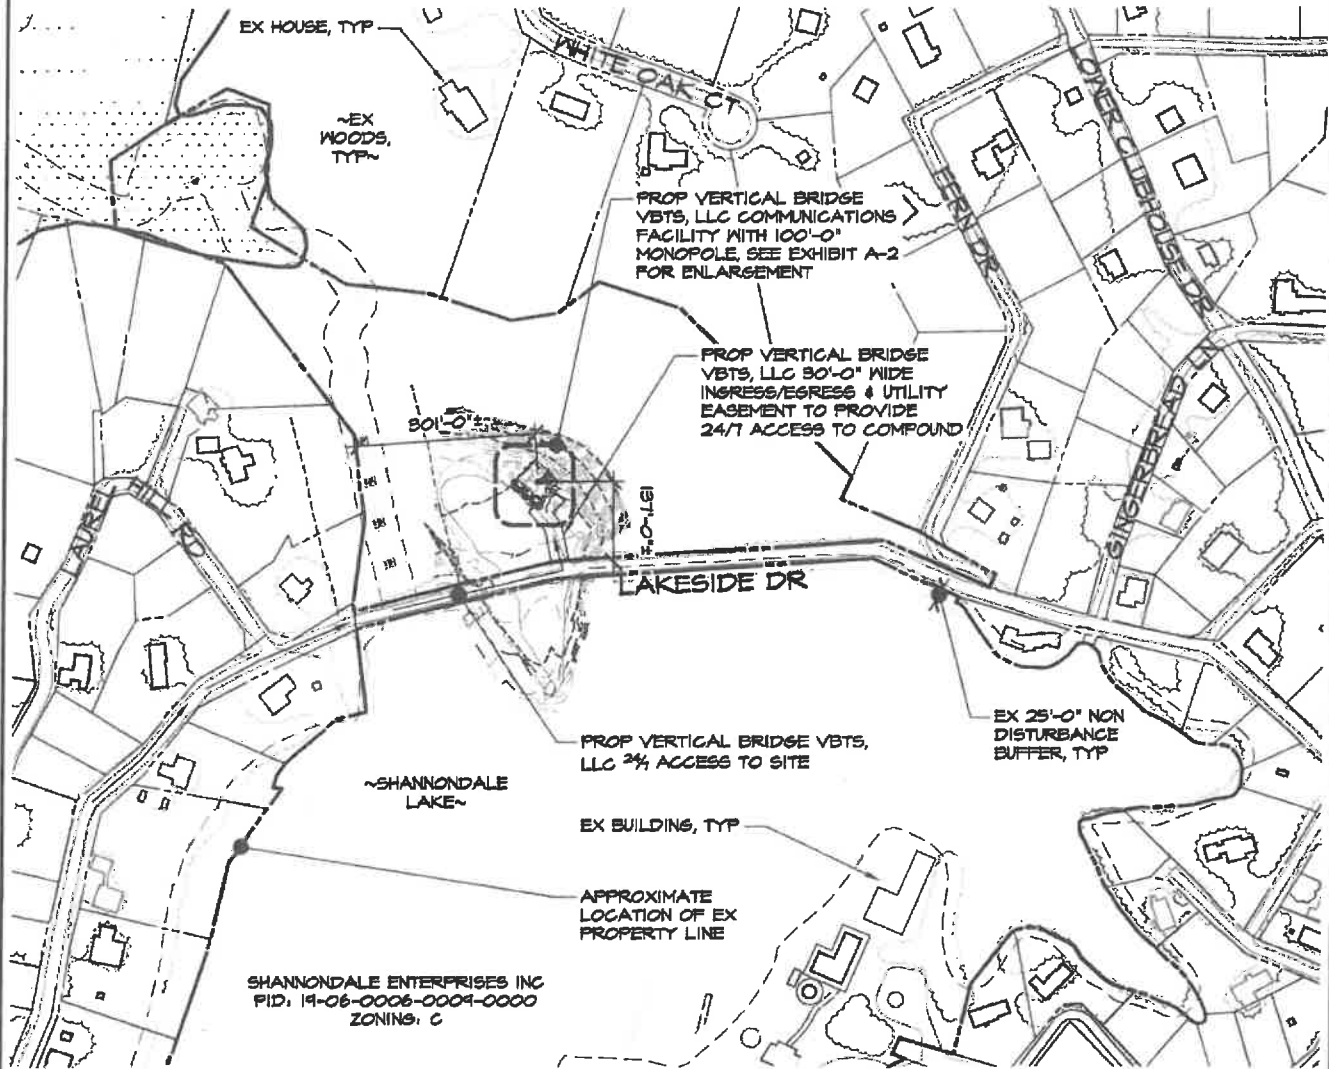 EX HOUSE, TYP
WHITE OAK CT
~EX
WOODS,
TYP~
LOWER CLUBHOUSE DR
FERN DR
PROP VERTICAL BRIDGE
VBTS, LLC COMMUNICATIONS
FACILITY WITH 100'-0"
MONOPOLE, SEE EXHIBIT A-2
FOR ENLARGEMENT
PROP VERTICAL BRIDGE
VBTS, LLC 30'-0" WIDE
INGRESS/EGRESS & UTILITY
EASEMENT TO PROVIDE
24/7 ACCESS TO COMPOUND
301'-0"±
137'-0"±
LAUREL HILL RD
GINGERBREAD LN
LAKESIDE DR
EX 25'-0" NON
DISTURBANCE
BUFFER, TYP
PROP VERTICAL BRIDGE VBTS,
LLC 24/7 ACCESS TO SITE
~SHANNONDALE
LAKE~
EX BUILDING, TYP
APPROXIMATE
LOCATION OF EX
PROPERTY LINE
SHANNONDALE ENTERPRISES INC
PID: 19-06-0006-0009-0000
ZONING: C